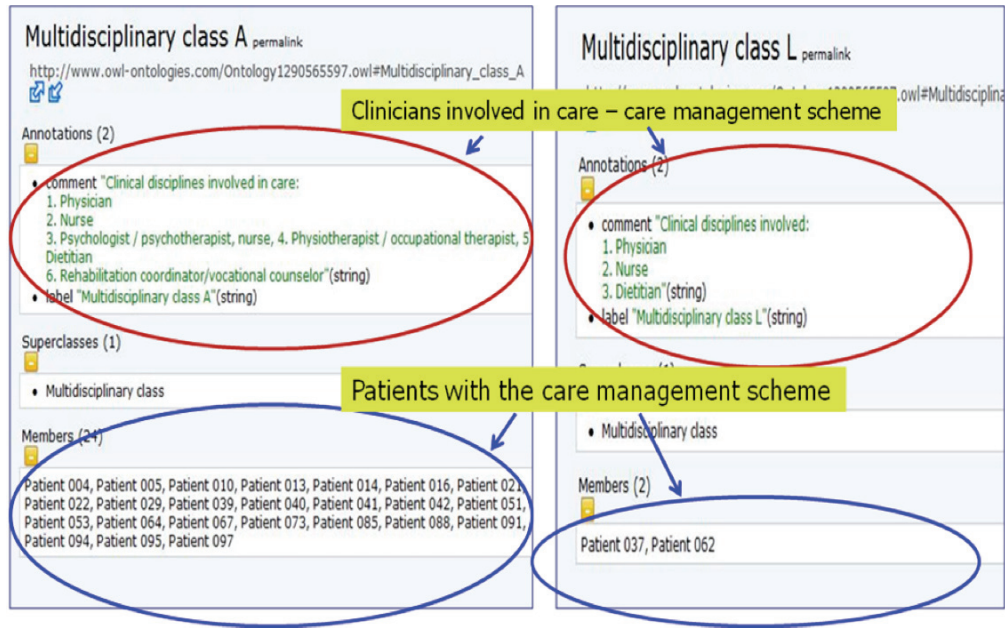 Multidisciplinary class A permalink
http://www.owl-ontologies.com/Ontology1290565597.owl#Multidisciplinary_class_A
Clinicians involved in care – care management scheme
Annotations (2)
• comment "Clinical disciplines involved in care:
1. Physician
2. Nurse
3. Psychologist / psychotherapist, nurse, 4. Physiotherapist / occupational therapist, 5
Dietitian
6. Rehabilitation coordinator/vocational counselor"(string)
• label "Multidisciplinary class A"(string)
Superclasses (1)
• Multidisciplinary class
Patients with the care management scheme
Members (24)
Patient 004, Patient 005, Patient 010, Patient 013, Patient 014, Patient 016, Patient 021,
Patient 022, Patient 029, Patient 039, Patient 040, Patient 041, Patient 042, Patient 051,
Patient 053, Patient 064, Patient 067, Patient 073, Patient 085, Patient 088, Patient 091,
Patient 094, Patient 095, Patient 097
Multidisciplinary class L permalink
.owl#Multidisciplina
Annotations (2)
• comment "Clinical disciplines involved:
1. Physician
2. Nurse
3. Dietitian"(string)
• label "Multidisciplinary class L"(string)
• Multidisciplinary class
Members (2)
Patient 037, Patient 062